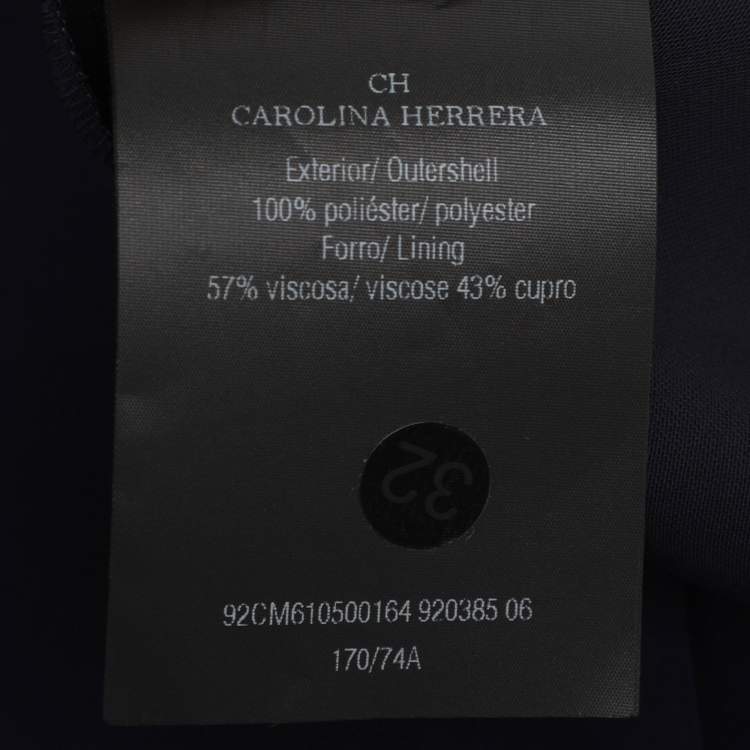 CH
CAROLINA HERRERA
Exterior/ Outershell
100% poliéster/ polyester
Forro/ Lining
57% viscosa/ viscose 43% cupro
32
92CM610500164 920385 06
170/74A